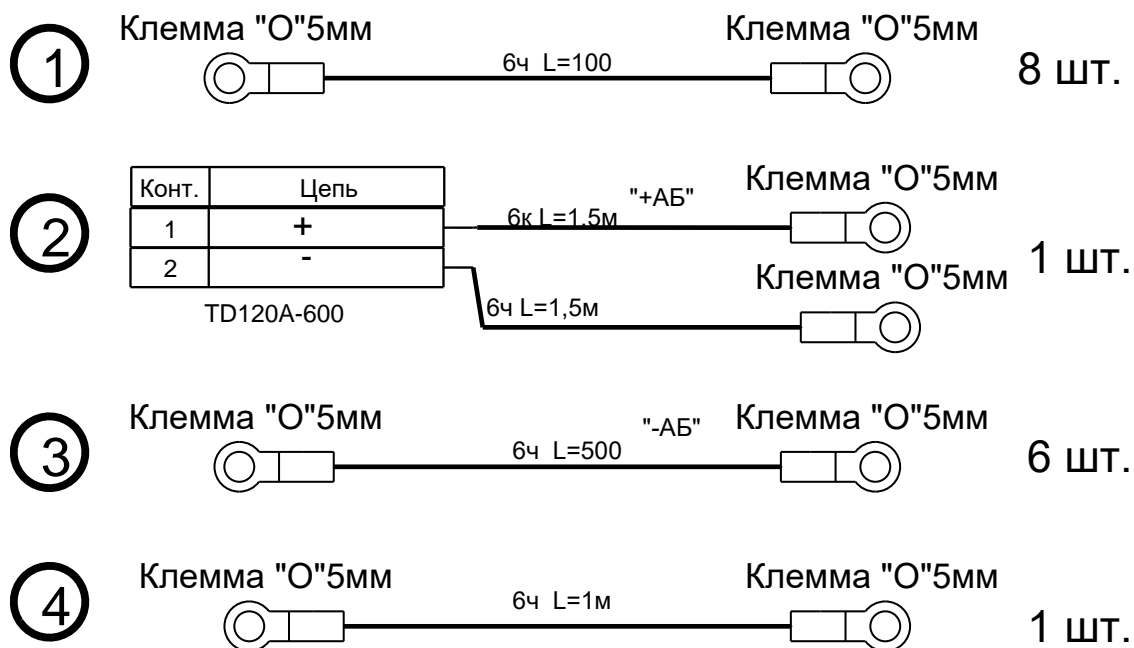 1
Клемма "О"5мм
6ч L=100
Клемма "О"5мм
8 шт.
2
Конт. Цепь
1 +
2 -
TD120A-600
"+АБ"
6к L=1.5м
Клемма "О"5мм
6ч L=1,5м
Клемма "О"5мм
1 шт.
3
Клемма "О"5мм
6ч L=500
"-АБ"
Клемма "О"5мм
6 шт.
4
Клемма "О"5мм
6ч L=1м
Клемма "О"5мм
1 шт.